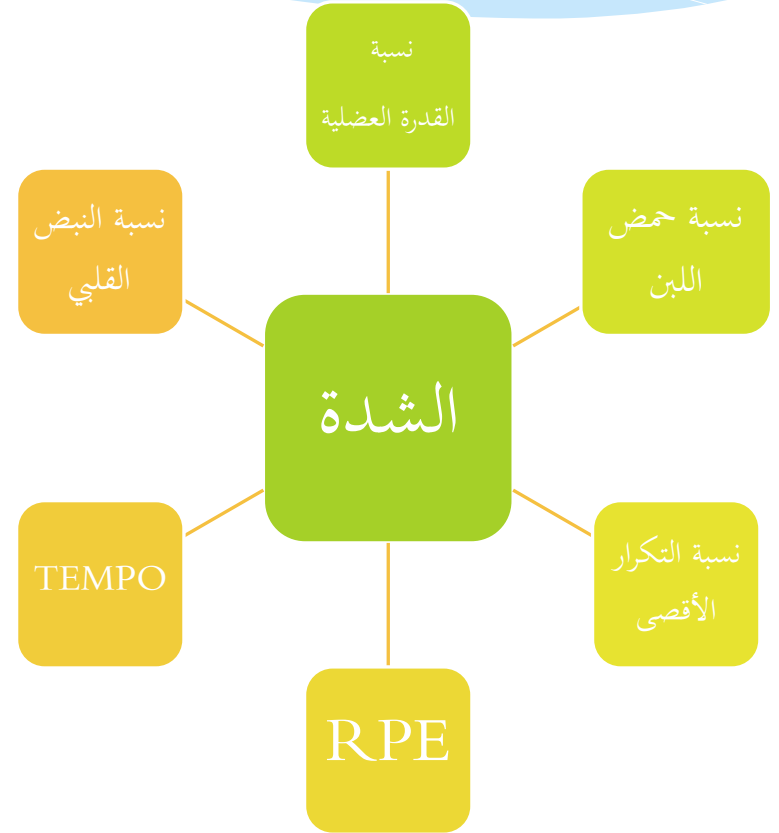 نسبة
القدرة العضلية
نسبة حمض
اللبن
نسبة النبض
القلبي
الشدة
نسبة التكرار
الأقصى
TEMPO
RPE